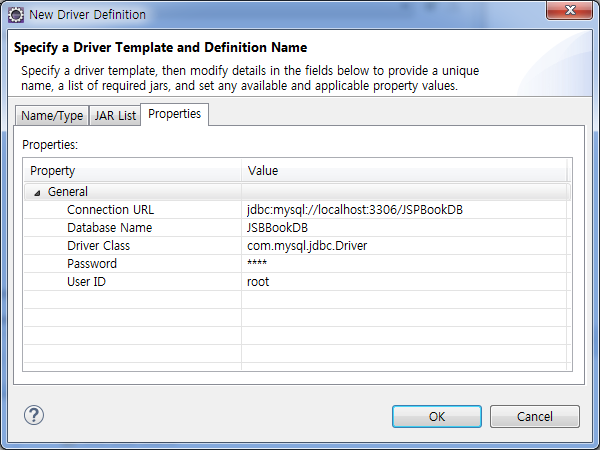 New Driver Definition
Specify a Driver Template and Definition Name
Specify a driver template, then modify details in the fields below to provide a unique
name, a list of required jars, and set any available and applicable property values.
Name/Type JAR List Properties
Properties:
Property Value
General
Connection URL jdbc:mysql://localhost:3306/JSPBookDB
Database Name JSBBookDB
Driver Class com.mysql.jdbc.Driver
Password ****
User ID root
? OK Cancel